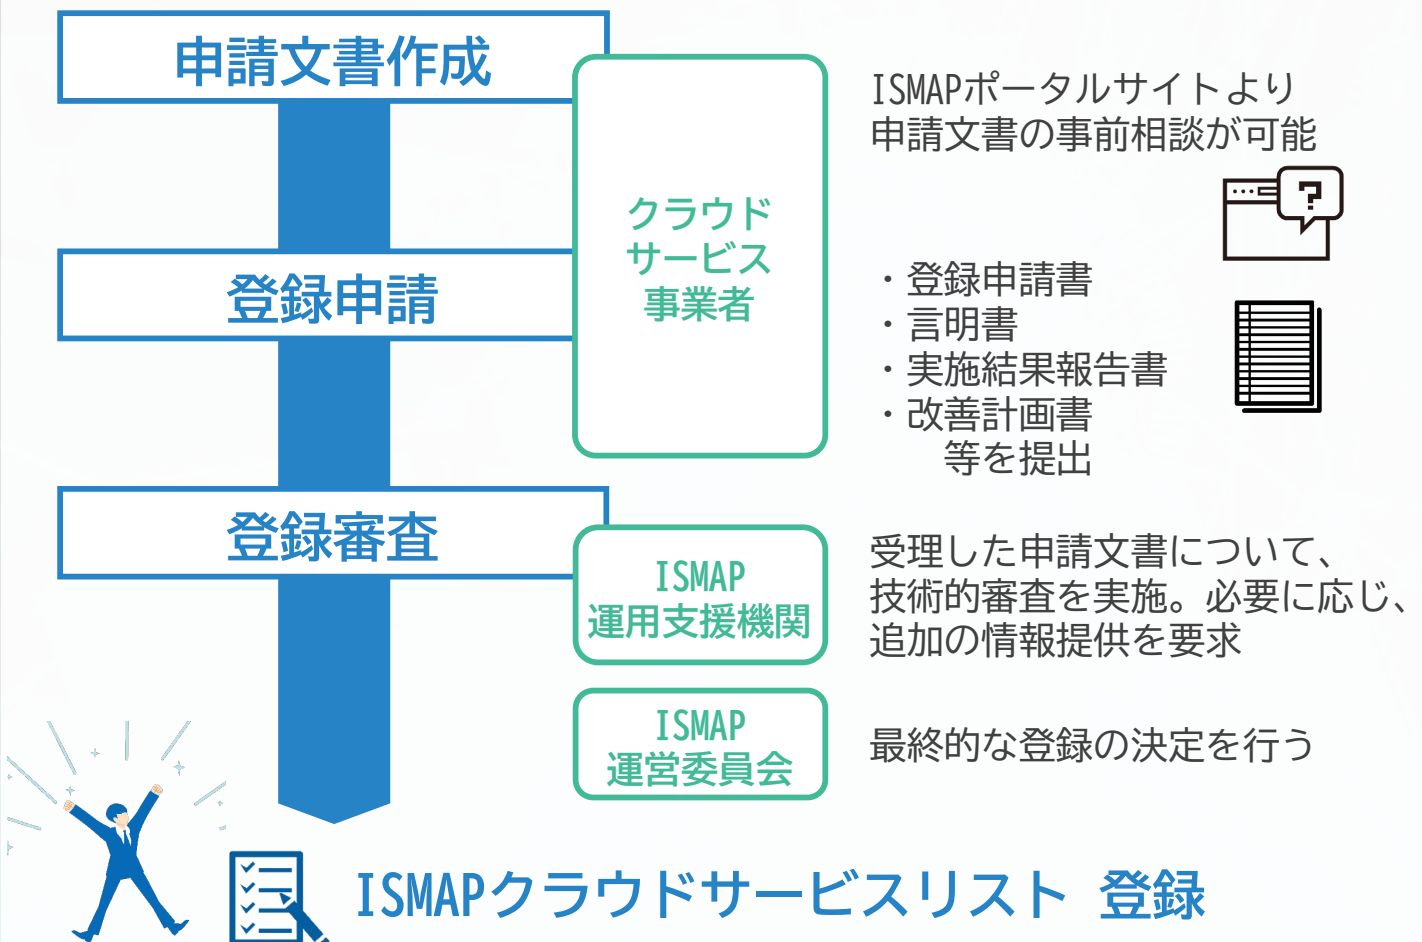 申請文書作成
クラウド
サービス
事業者
ISMAPポータルサイトより
申請文書の事前相談が可能
?
登録申請
・登録申請書
・言明書
・実施結果報告書
・改善計画書
等を提出
登録審査
ISMAP
運用支援機関
受理した申請文書について、
技術的審査を実施。必要に応じ、
追加の情報提供を要求
ISMAP
運営委員会
最終的な登録の決定を行う
ISMAPクラウドサービスリスト 登録